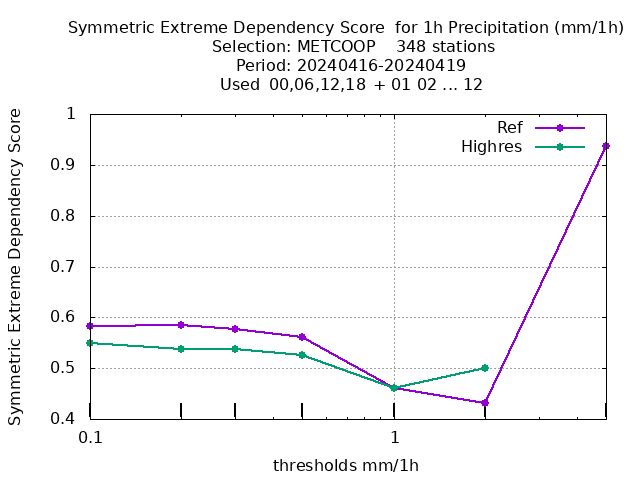 Symmetric Extreme Dependency Score  for 1h Precipitation (mm/1h)
Selection: METCOOP    348 stations
Period: 20240416-20240419
Used  00,06,12,18  + 01 02 ... 12
Symmetric Extreme Dependency Score
1
0.9
0.8
0.7
0.6
0.5
0.4
Ref
Highres
0.1
1
thresholds mm/1h